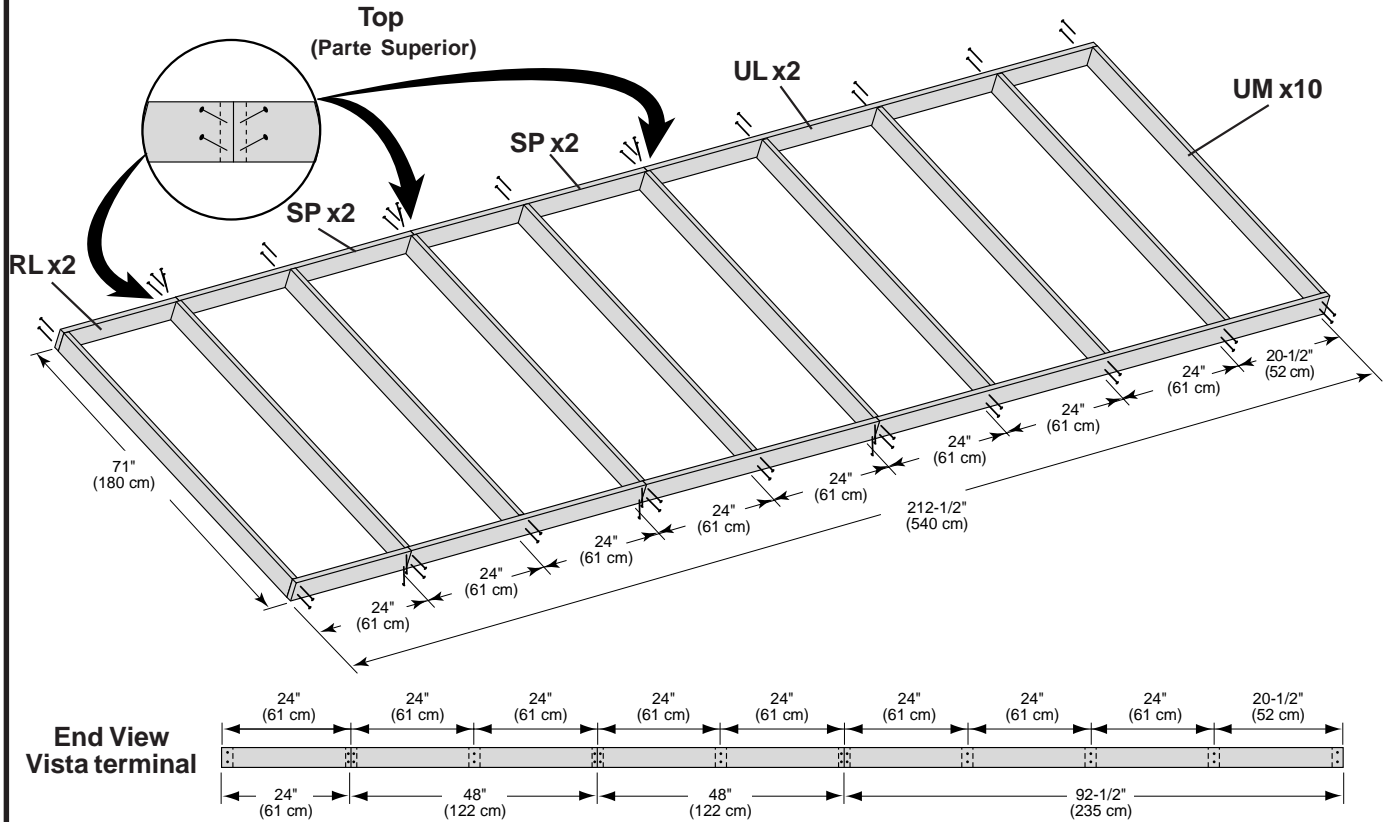 Top
(Parte Superior)
UL x2
UM x10
SP x2
SP x2
RL x2
71"
(180 cm)
20-1/2"
(52 cm)
24"
(61 cm)
24"
(61 cm)
24"
(61 cm)
24"
(61 cm)
24"
(61 cm)
24"
(61 cm)
24"
(61 cm)
24"
(61 cm)
212-1/2"
(540 cm)
End View
Vista terminal
24"
(61 cm)
24"
(61 cm)
24"
(61 cm)
24"
(61 cm)
24"
(61 cm)
24"
(61 cm)
24"
(61 cm)
24"
(61 cm)
20-1/2"
(52 cm)
24"
(61 cm)
48"
(122 cm)
48"
(122 cm)
92-1/2"
(235 cm)